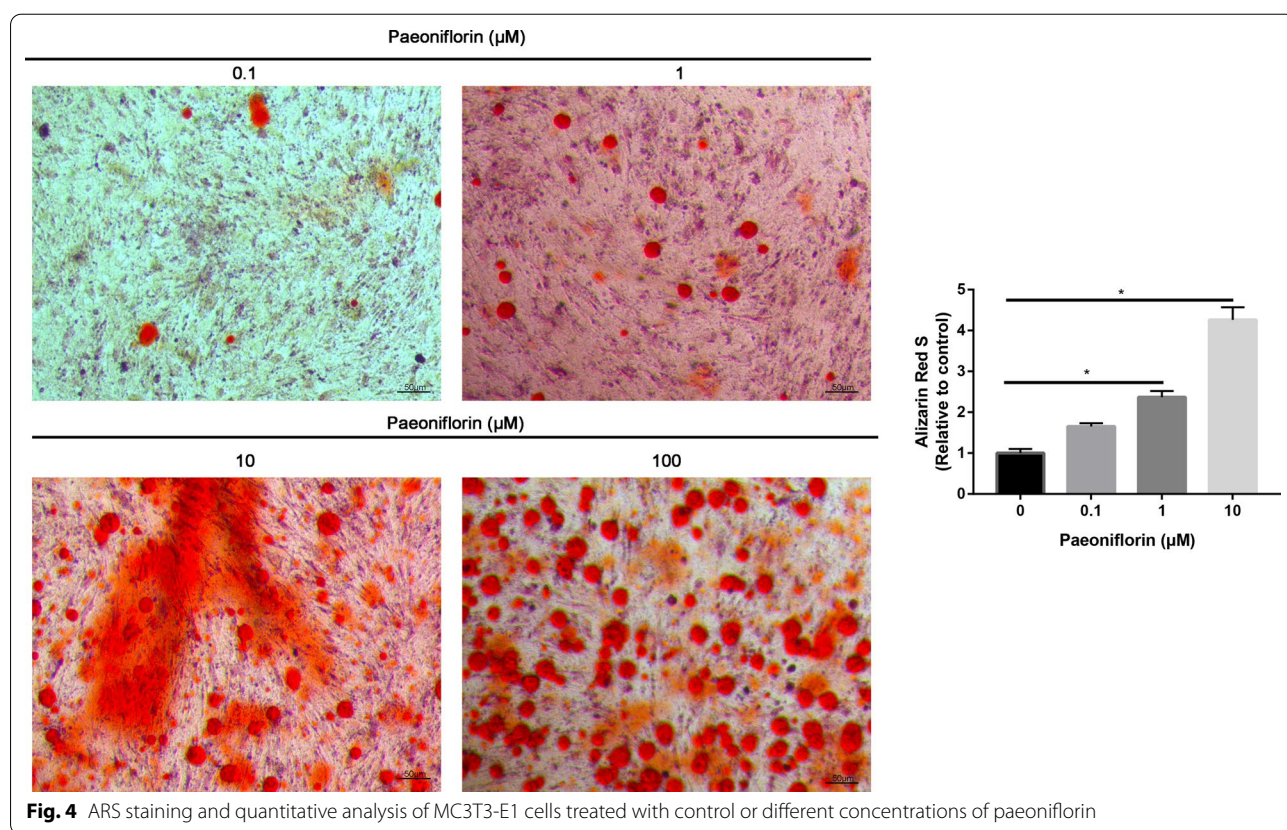 Paeoniflorin (µM)
0.1 1
50µm 50µm
Paeoniflorin (µM)
10 100
50µm 50µm
Alizarin Red S
(Relative to control)
5
4
3
2
1
0
*
*
0 0.1 1 10
Paeoniflorin (µM)
Fig. 4 ARS staining and quantitative analysis of MC3T3-E1 cells treated with control or different concentrations of paeoniflorin